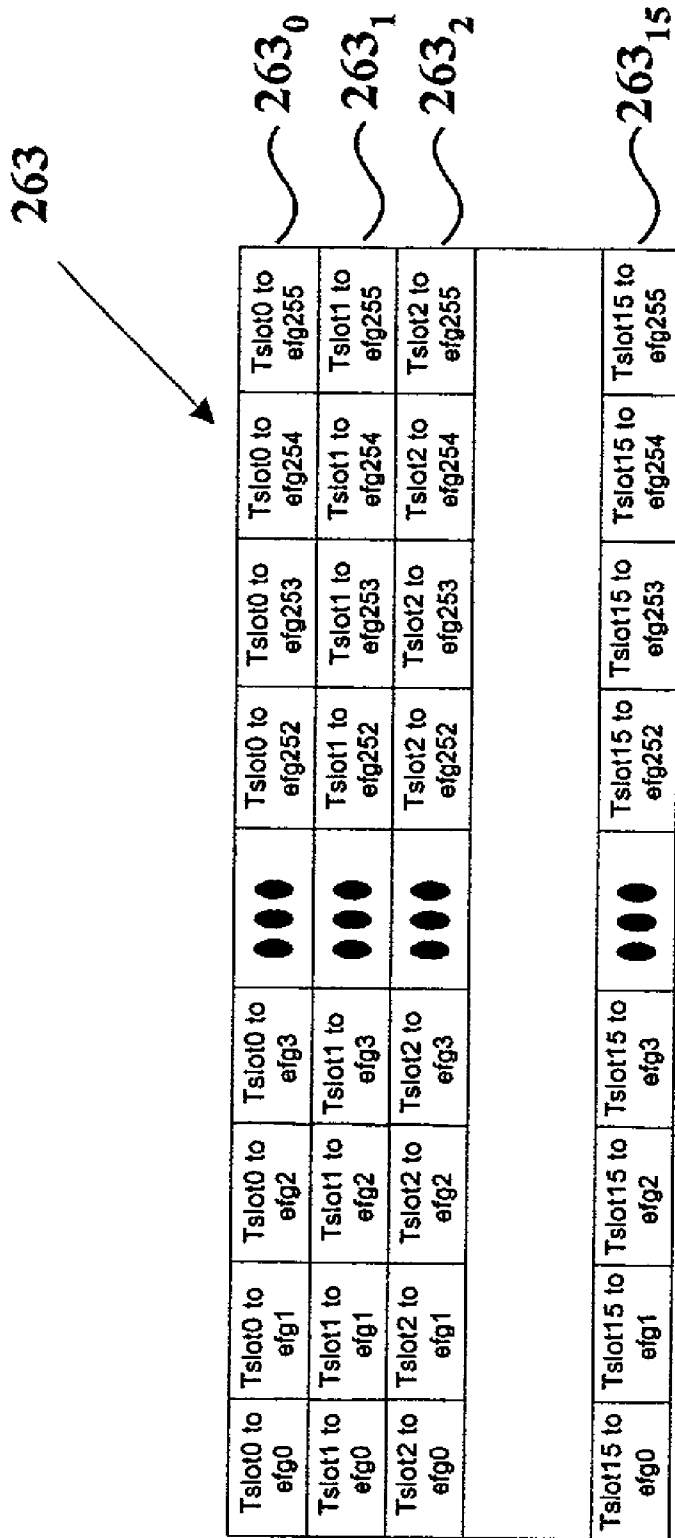 263
Tslot0 to efg0 Tslot0 to efg1 Tslot0 to efg2 Tslot0 to efg3 Tslot0 to efg252 Tslot0 to efg253 Tslot0 to efg254 Tslot0 to efg255 263₀
Tslot1 to efg0 Tslot1 to efg1 Tslot1 to efg2 Tslot1 to efg3 Tslot1 to efg252 Tslot1 to efg253 Tslot1 to efg254 Tslot1 to efg255 263₁
Tslot2 to efg0 Tslot2 to efg1 Tslot2 to efg2 Tslot2 to efg3 Tslot2 to efg252 Tslot2 to efg253 Tslot2 to efg254 Tslot2 to efg255 263₂
Tslot15 to efg0 Tslot15 to efg1 Tslot15 to efg2 Tslot15 to efg3 Tslot15 to efg252 Tslot15 to efg253 Tslot15 to efg254 Tslot15 to efg255 263₁₅